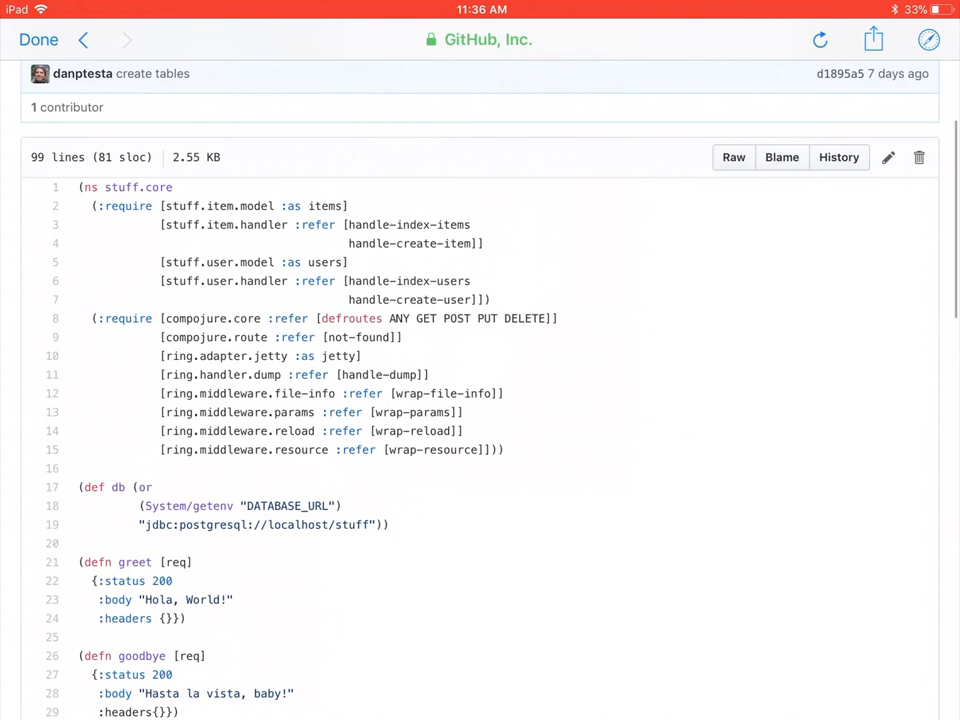 iPad 11:36 AM 33%
Done GitHub, Inc.
danptesta create tables d1895a5 7 days ago
1 contributor
99 lines (81 sloc) 2.55 KB Raw Blame History
1 (ns stuff.core
2   (:require [stuff.item.model :as items]
3             [stuff.item.handler :refer [handle-index-items
4                                         handle-create-item]]
5             [stuff.user.model :as users]
6             [stuff.user.handler :refer [handle-index-users
7                                         handle-create-user]])
8   (:require [compojure.core :refer [defroutes ANY GET POST PUT DELETE]]
9             [compojure.route :refer [not-found]]
10             [ring.adapter.jetty :as jetty]
11             [ring.handler.dump :refer [handle-dump]]
12             [ring.middleware.file-info :refer [wrap-file-info]]
13             [ring.middleware.params :refer [wrap-params]]
14             [ring.middleware.reload :refer [wrap-reload]]
15             [ring.middleware.resource :refer [wrap-resource]]))
16
17 (def db (or
18          (System/getenv "DATABASE_URL")
19          "jdbc:postgresql://localhost/stuff"))
20
21 (defn greet [req]
22   {:status 200
23    :body "Hola, World!"
24    :headers {}})
25
26 (defn goodbye [req]
27   {:status 200
28    :body "Hasta la vista, baby!"
29    :headers{}})